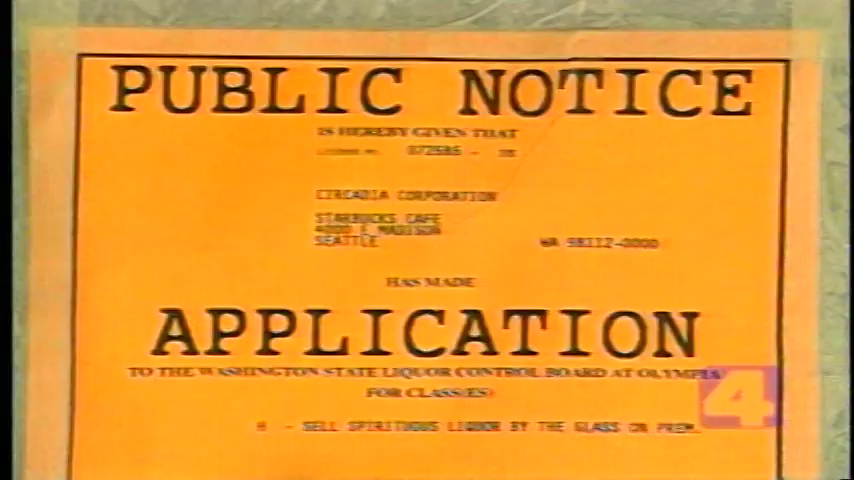 PUBLIC NOTICE
IS HEREBY GIVEN THAT
072585 -
CIRCADIA CORPORATION
STARBUCKS CAFE
4000 E MADISON
SEATTLE WA 98112-0000
HAS MADE
APPLICATION
TO THE WASHINGTON STATE LIQUOR CONTROL BOARD AT OLYMPIA
FOR CLASS(ES)
H - SELL SPIRITUOUS LIQUOR BY THE GLASS ON PREM.
4